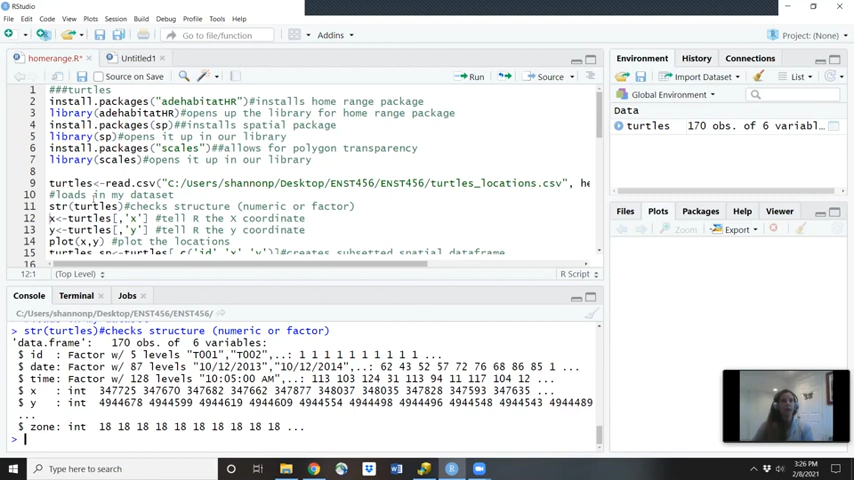 RStudio
File Edit Code View Plots Session Build Debug Profile Tools Help
Go to file/function
Addins
Project: (None)
homerange.R*
Untitled1
Source on Save
Run
Source
1 ###turtles
2 install.packages("adehabitatHR")#installs home range package
3 library(adehabitatHR)#opens up the library for home range package
4 install.packages("sp")##installs spatial package
5 library(sp)#opens it up in our library
6 install.packages("scales")##allows for polygon transparency
7 library(scales)#opens it up in our library
8
9 turtles<-read.csv("C:/Users/shannonp/Desktop/ENST456/ENST456/turtles_locations.csv", he
10 #loads in my dataset
11 str(turtles)#checks structure (numeric or factor)
12 x<-turtles[,'x'] #tell R the X coordinate
13 y<-turtles[,'y'] #tell R the y coordinate
14 plot(x,y) #plot the locations
15 turtles_sp<-turtles[,c('id','x','y')]#creates subsetted spatial dataframe
16
12:1
(Top Level)
R Script
Console
Terminal
Jobs
C:/Users/shannonp/Desktop/ENST456/ENST456/
> str(turtles)#checks structure (numeric or factor)
'data.frame': 170 obs. of 6 variables:
$ id : Factor w/ 5 levels "T001","T002",..: 1 1 1 1 1 1 1 1 1 1 ...
$ date: Factor w/ 87 levels "10/12/2013","10/12/2014",..: 62 43 52 57 72 76 68 86 85 1 ...
$ time: Factor w/ 128 levels "10:05:00 AM",..: 113 103 124 31 113 94 11 117 104 12 ...
$ x : int 347725 347670 347682 347662 347877 348037 348035 347828 347593 347635 ...
$ y : int 4944678 4944599 4944619 4944609 4944554 4944498 4944496 4944548 4944543 4944489
...
$ zone: int 18 18 18 18 18 18 18 18 18 18 ...
>
Environment
History
Connections
Import Dataset
List
Global Environment
Data
turtles
170 obs. of 6 variabl...
Files
Plots
Packages
Help
Viewer
Zoom
Export
Type here to search
3:26 PM
2/8/2021